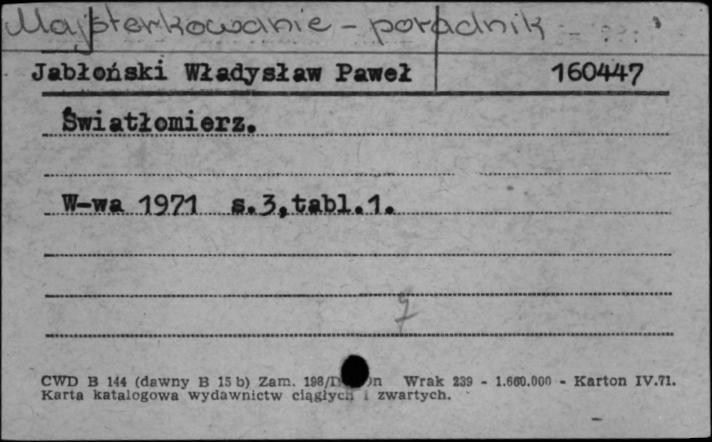 Majsterkowanie - poradnik
Jabłoński Władysław Paweł 160447
Światłomierz.
W-wa 1971 s.3,tabl.1.
CWD B 144 (dawny B 15 b) Zam. 198/ Wrak 239 - 1.660.000 - Karton IV.71.
Karta katalogowa wydawnictw ciągłych i zwartych.